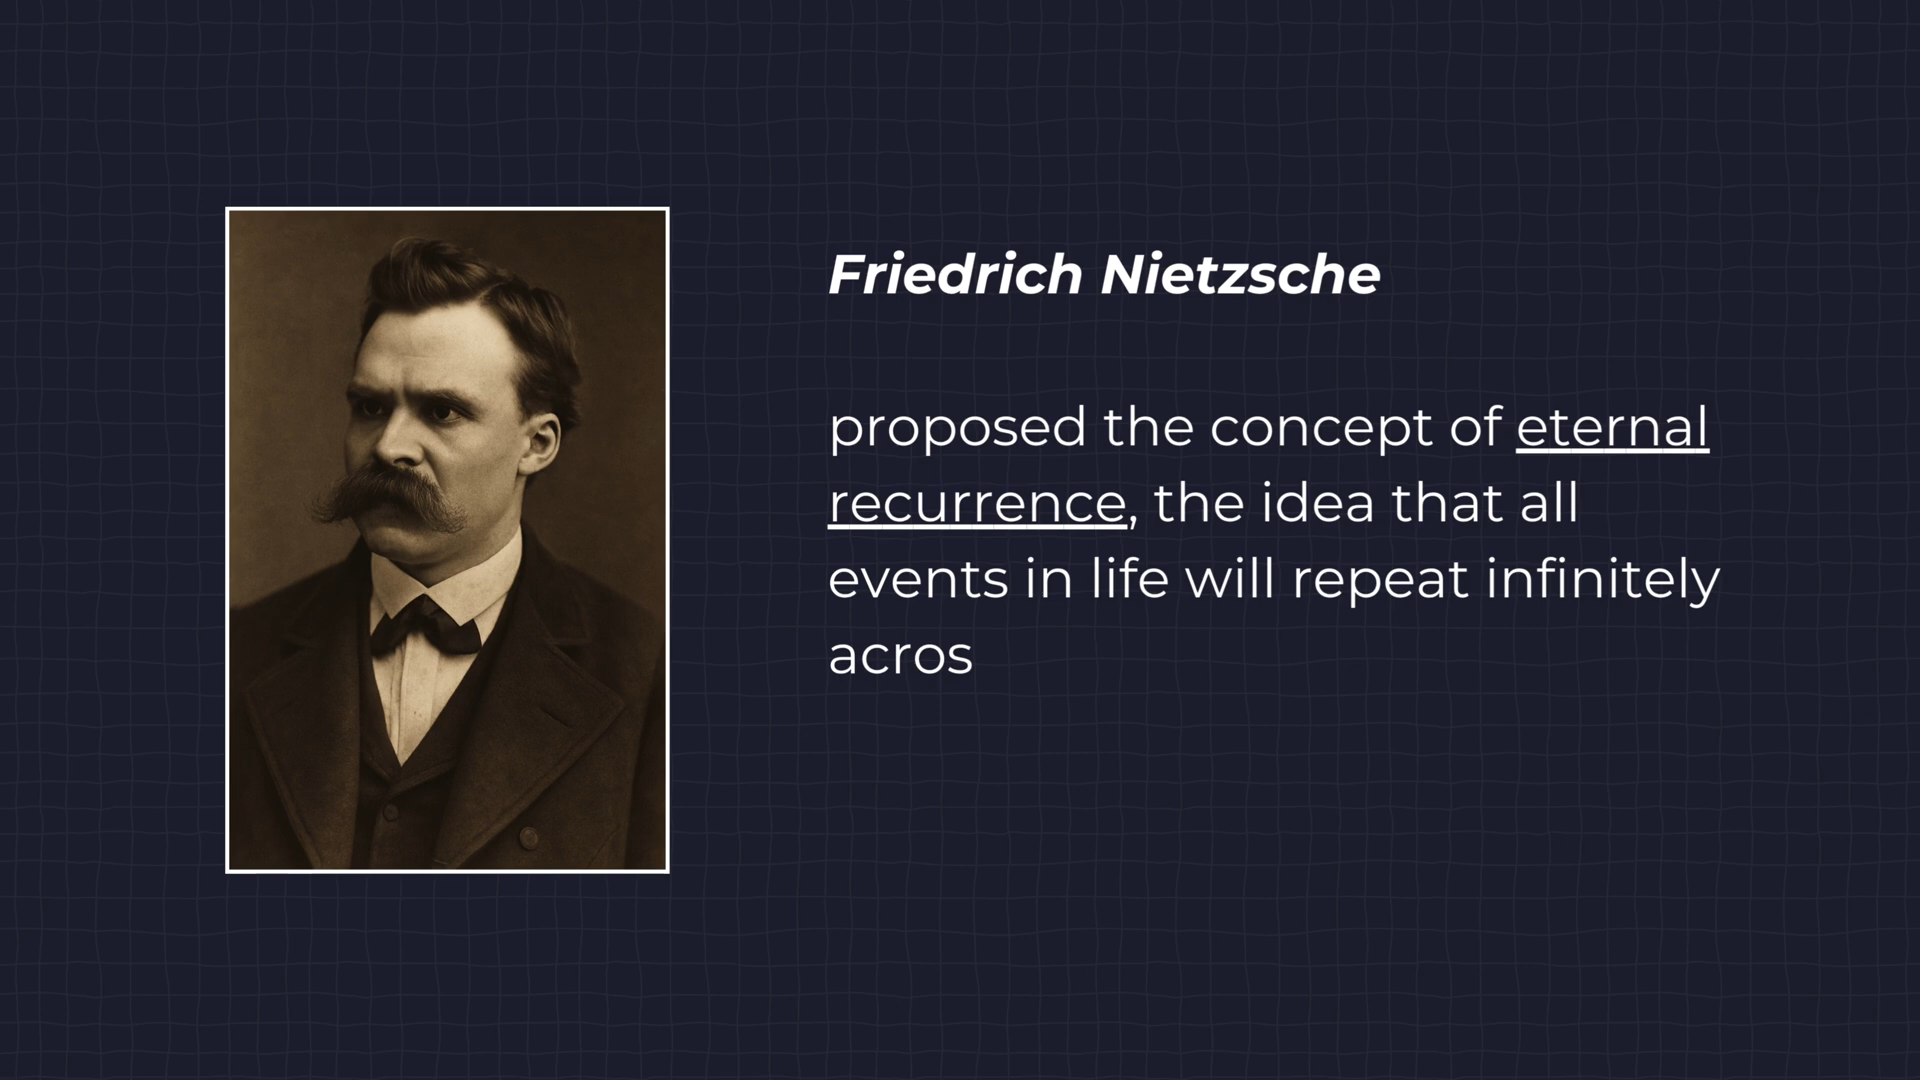 Friedrich Nietzsche
proposed the concept of eternal
recurrence, the idea that all
events in life will repeat infinitely
acros